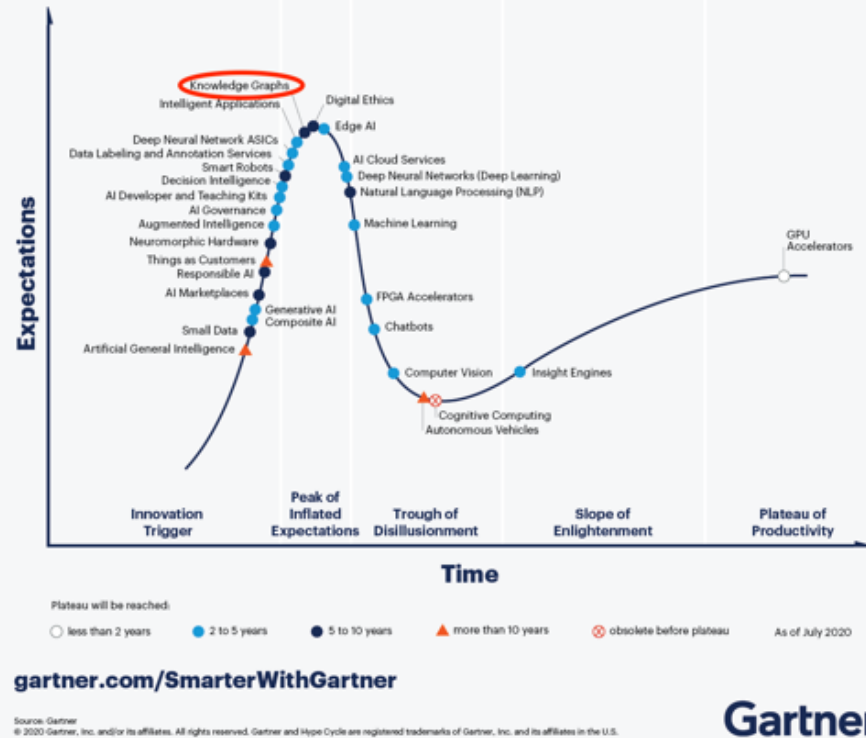 Knowledge Graphs
Intelligent Applications
Digital Ethics
Edge AI
Deep Neural Network ASICs
Data Labeling and Annotation Services
Smart Robots
Decision Intelligence
AI Developer and Teaching Kits
AI Governance
Augmented Intelligence
Neuromorphic Hardware
Things as Customers
Responsible AI
AI Marketplaces
Generative AI
Composite AI
Small Data
Artificial General Intelligence
AI Cloud Services
Deep Neural Networks (Deep Learning)
Natural Language Processing (NLP)
Machine Learning
FPGA Accelerators
Chatbots
Computer Vision
Cognitive Computing
Autonomous Vehicles
Insight Engines
GPU
Accelerators
Expectations
Innovation
Trigger
Peak of
Inflated
Expectations
Trough of
Disillusionment
Slope of
Enlightenment
Plateau of
Productivity
Time
Plateau will be reached:
less than 2 years
2 to 5 years
5 to 10 years
more than 10 years
obsolete before plateau
As of July 2020
gartner.com/SmarterWithGartner
Source: Gartner
© 2020 Gartner, Inc. and/or its affiliates. All rights reserved. Gartner and Hype Cycle are registered trademarks of Gartner, Inc. and its affiliates in the U.S.
Gartner